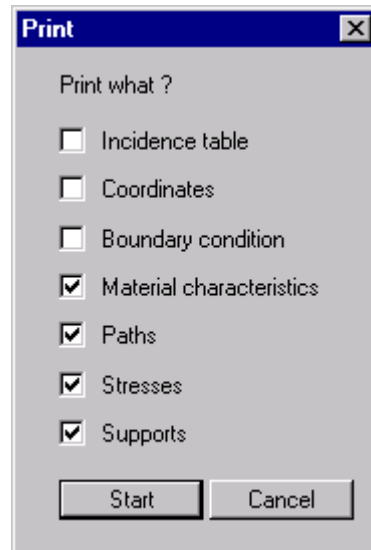 Print
Print what ?
Incidence table
Coordinates
Boundary condition
Material characteristics
Paths
Stresses
Supports
Start Cancel